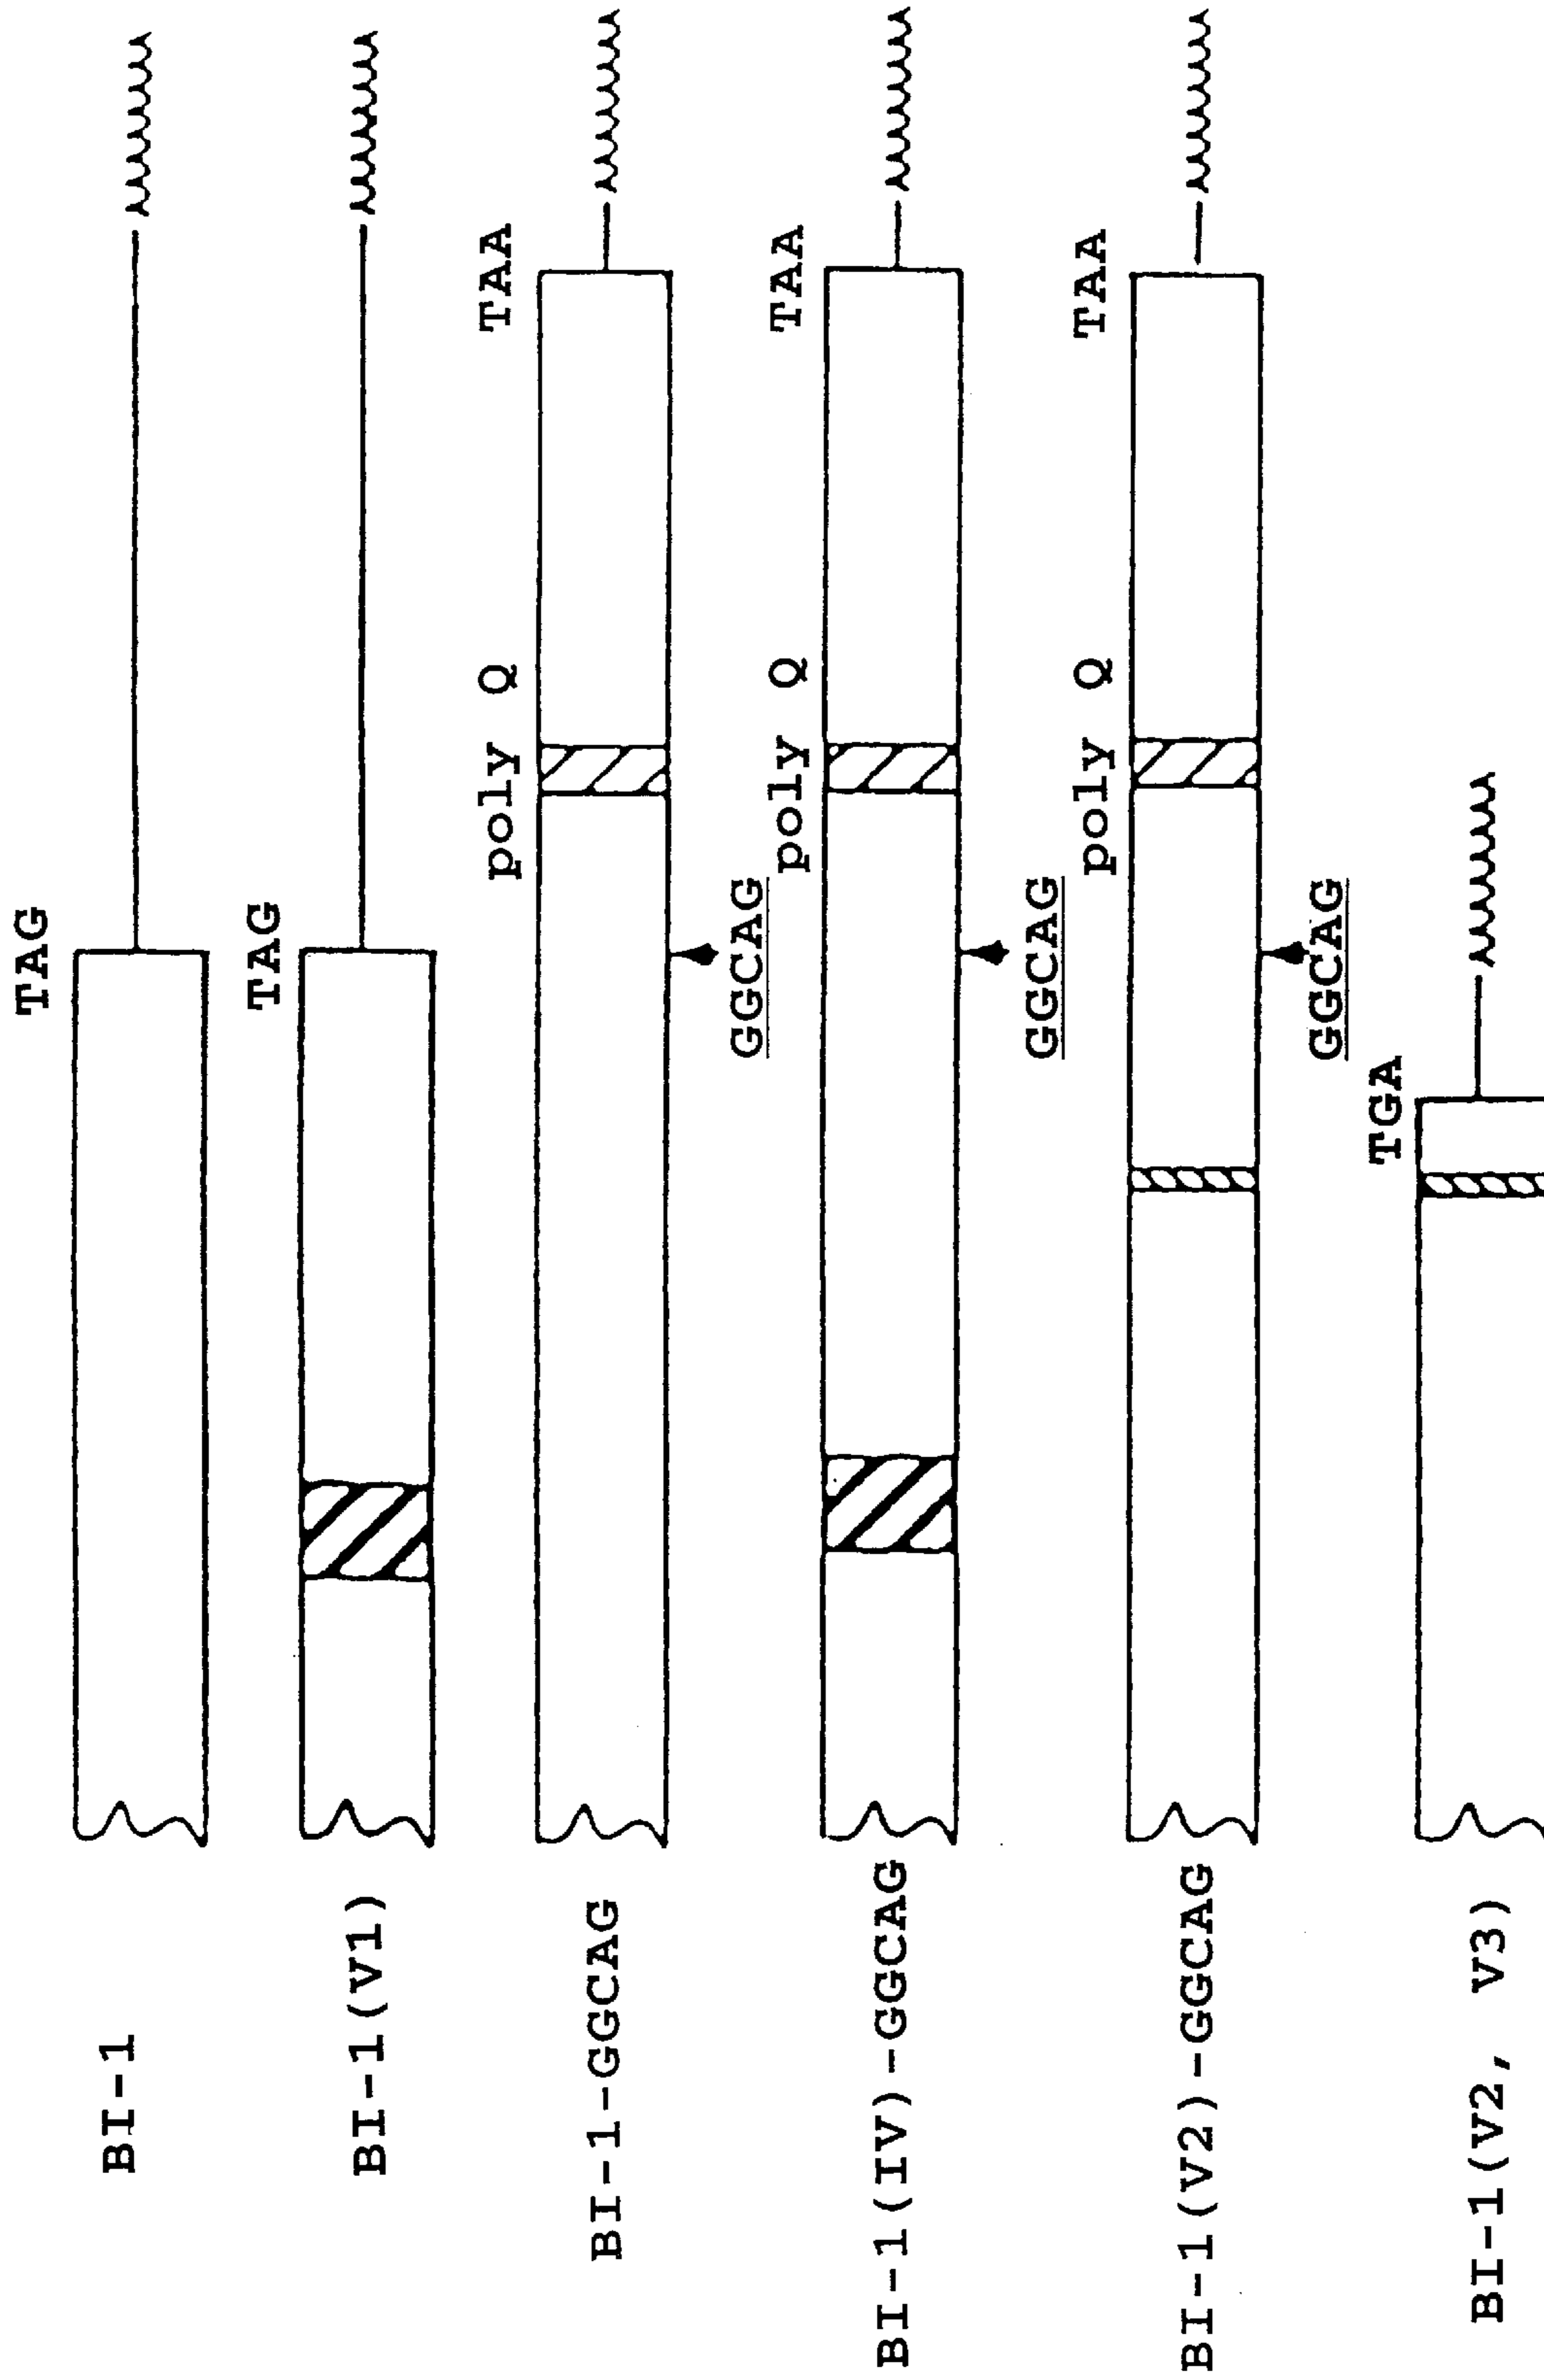 BI-1
TAG
BI-1(V1)
TAG
BI-1-GGCAG
poly Q
TAA
GGCAG
BI-1(IV)-GGCAG
poly Q
TAA
GGCAG
BI-1(V2)-GGCAG
poly Q
TAA
GGCAG
BI-1(V2, V3)
TGA